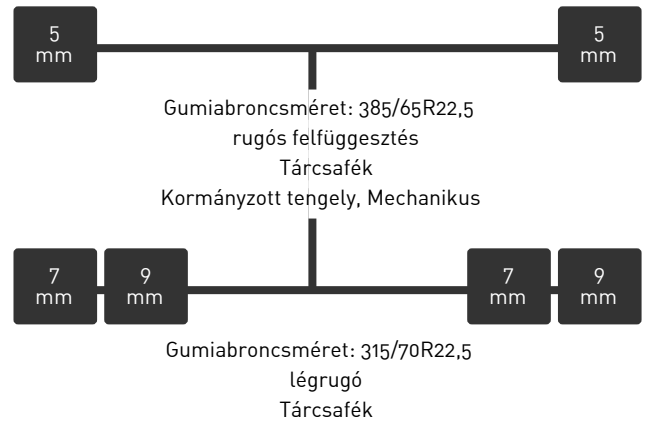 5 mm
5 mm
Gumiabroncsméret: 385/65R22,5
rugós felfüggesztés
Tárcsafék
Kormányzott tengely, Mechanikus
7 mm
9 mm
7 mm
9 mm
Gumiabroncsméret: 315/70R22,5
légrugó
Tárcsafék